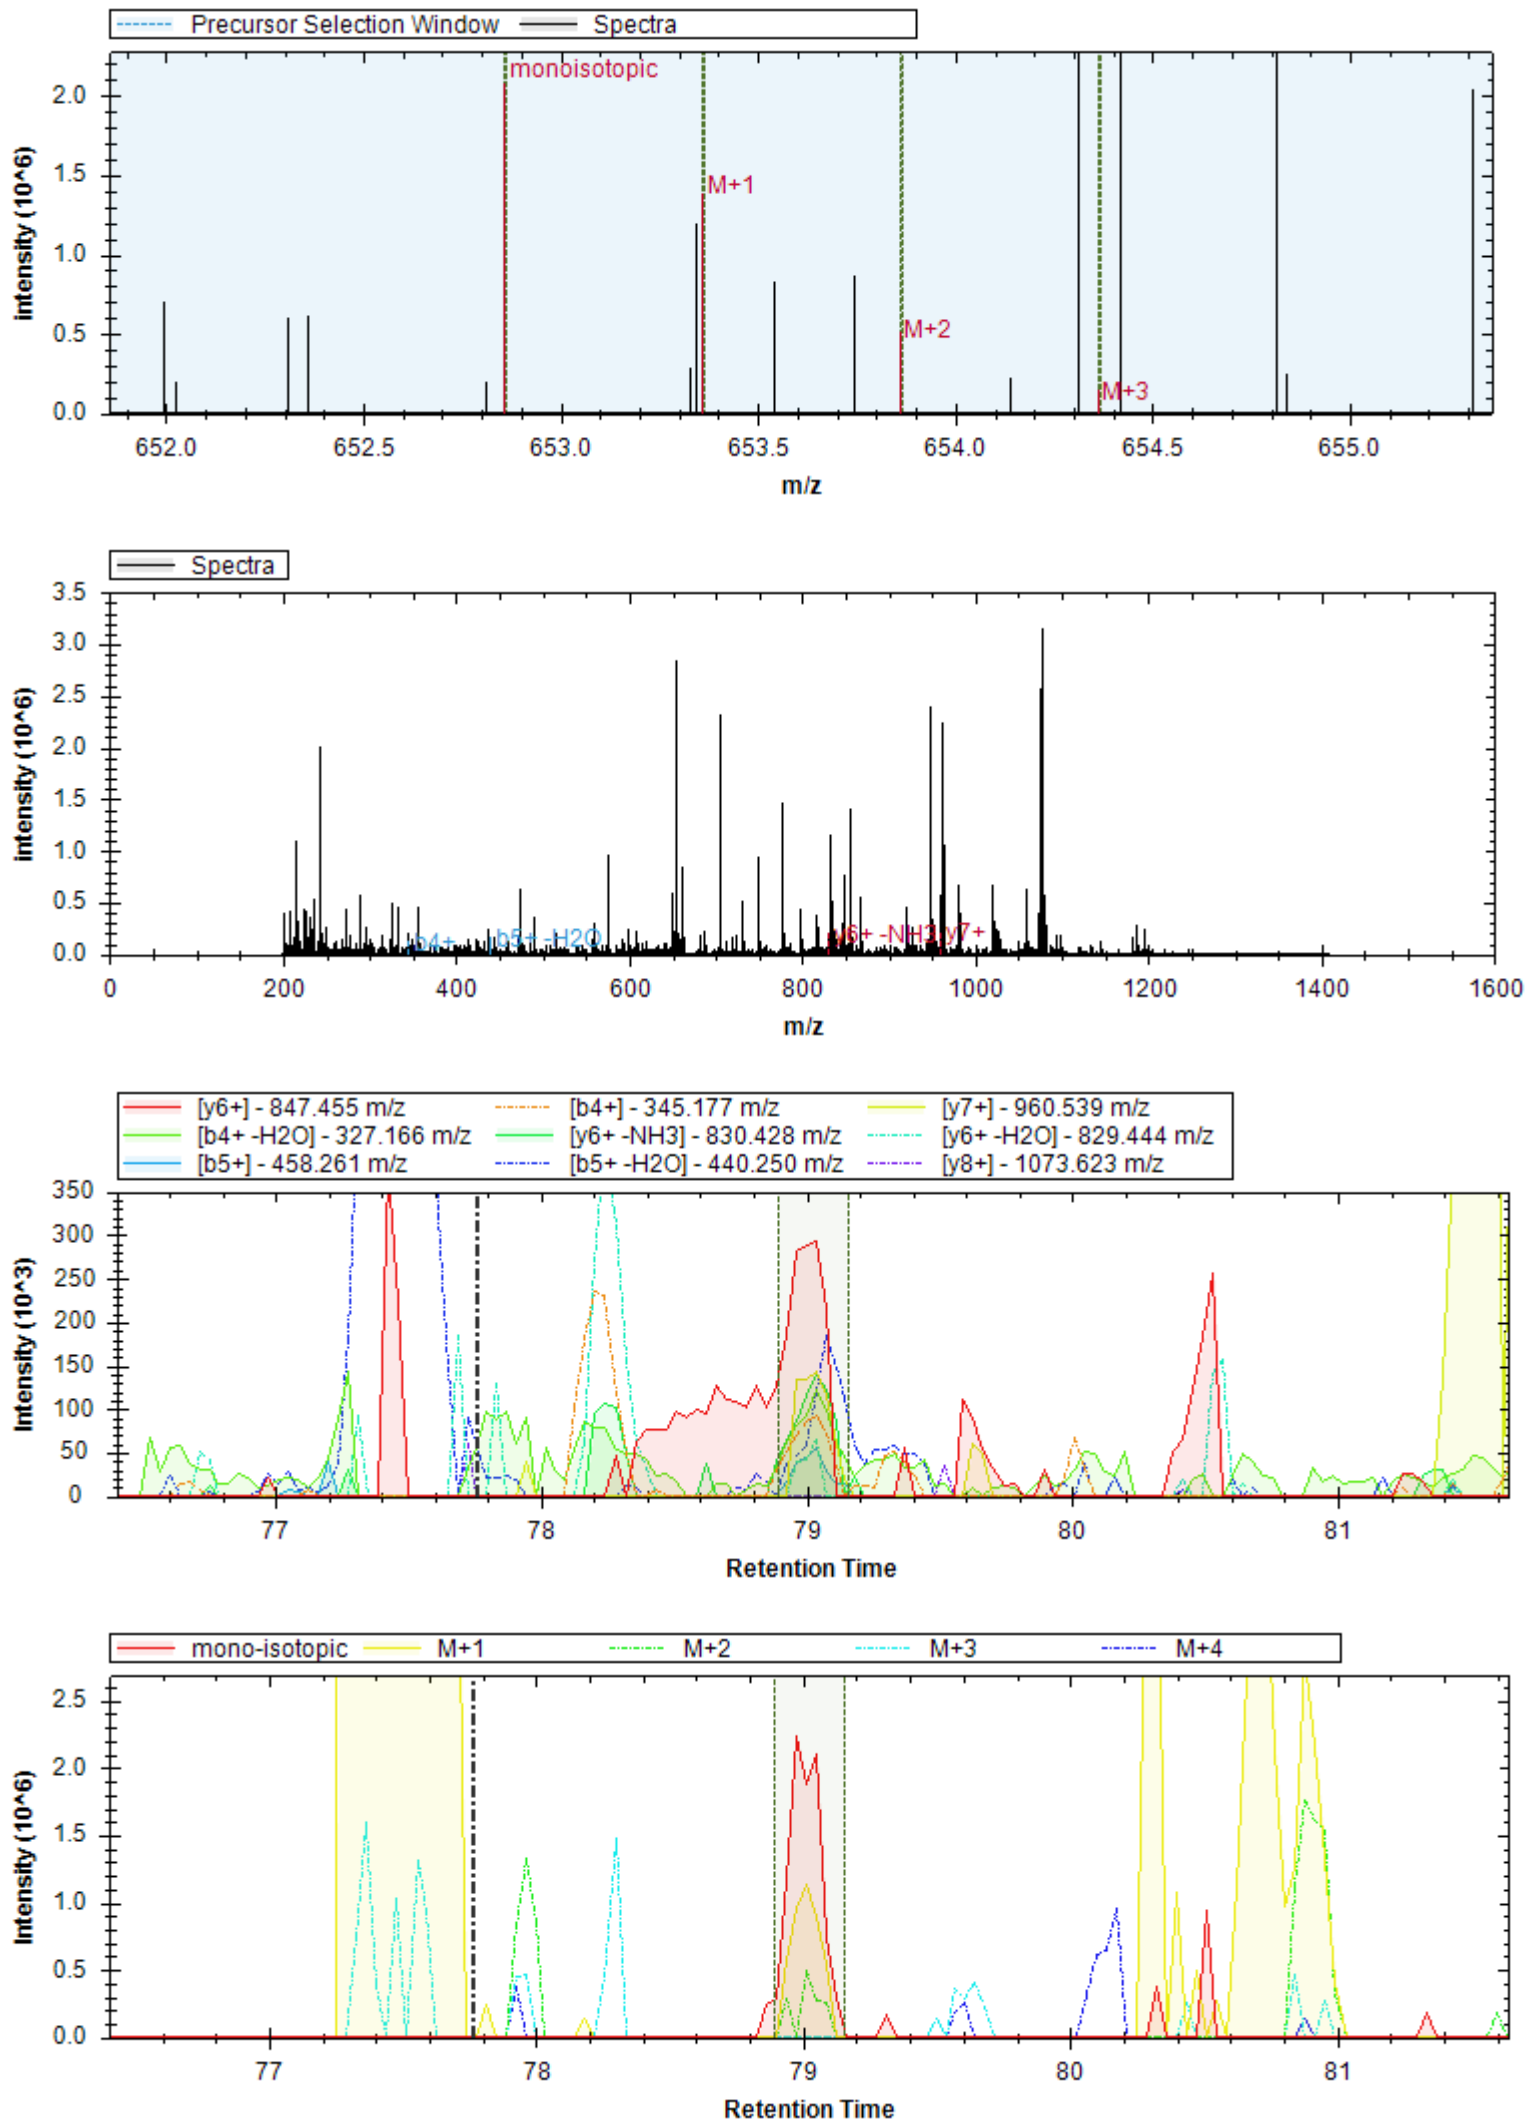 Precursor Selection Window Spectra
monoisotopic
M+1
M+2
M+3
2.0
1.5
1.0
0.5
0.0
intensity (10^6)
652.0 652.5 653.0 653.5 654.0 654.5 655.0
m/z
Spectra
3.5
3.0
2.5
2.0
1.5
1.0
0.5
0.0
intensity (10^6)
b4+ b5+ -H2O y6+ -NH3 y7+
0 200 400 600 800 1000 1200 1400 1600
m/z
[y6+] - 847.455 m/z [b4+] - 345.177 m/z [y7+] - 960.539 m/z
[b4+ -H2O] - 327.166 m/z [y6+ -NH3] - 830.428 m/z [y6+ -H2O] - 829.444 m/z
[b5+] - 458.261 m/z [b5+ -H2O] - 440.250 m/z [y8+] - 1073.623 m/z
350
300
250
200
150
100
50
0
Intensity (10^3)
77 78 79 80 81
Retention Time
mono-isotopic M+1 M+2 M+3 M+4
2.5
2.0
1.5
1.0
0.5
0.0
Intensity (10^6)
77 78 79 80 81
Retention Time